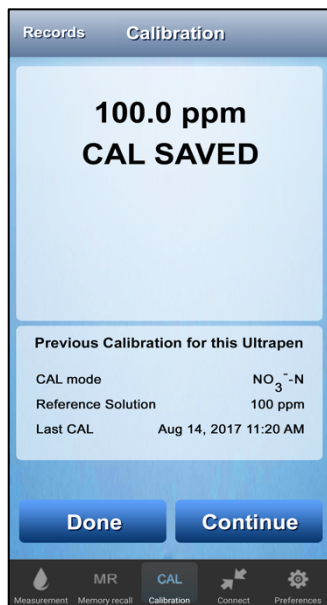 Records Calibration
100.0 ppm
CAL SAVED
Previous Calibration for this Ultrapen
CAL mode NO₃⁻-N
Reference Solution 100 ppm
Last CAL Aug 14, 2017 11:20 AM
Done Continue
MR CAL
Measurement Memory recall Calibration Connect Preferences